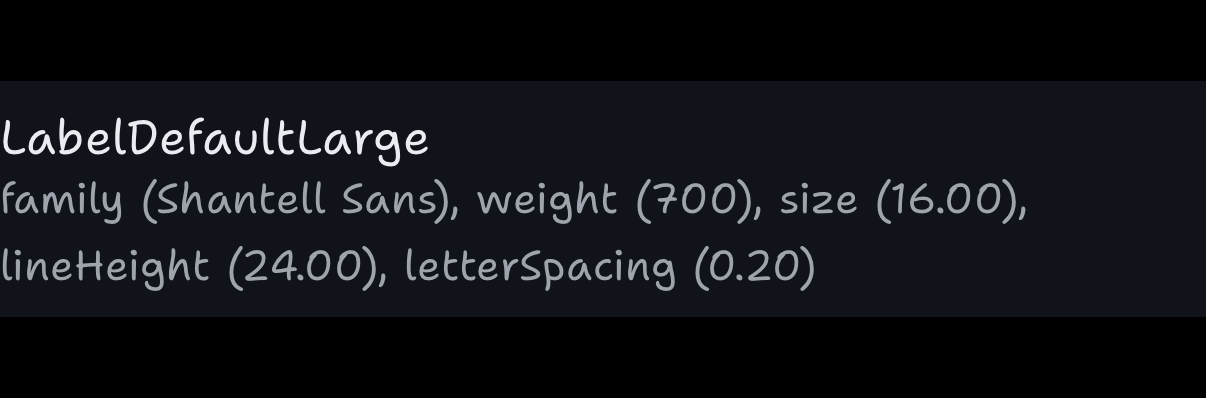 LabelDefaultLarge
family (Shantell Sans), weight (700), size (16.00),
lineHeight (24.00), letterSpacing (0.20)